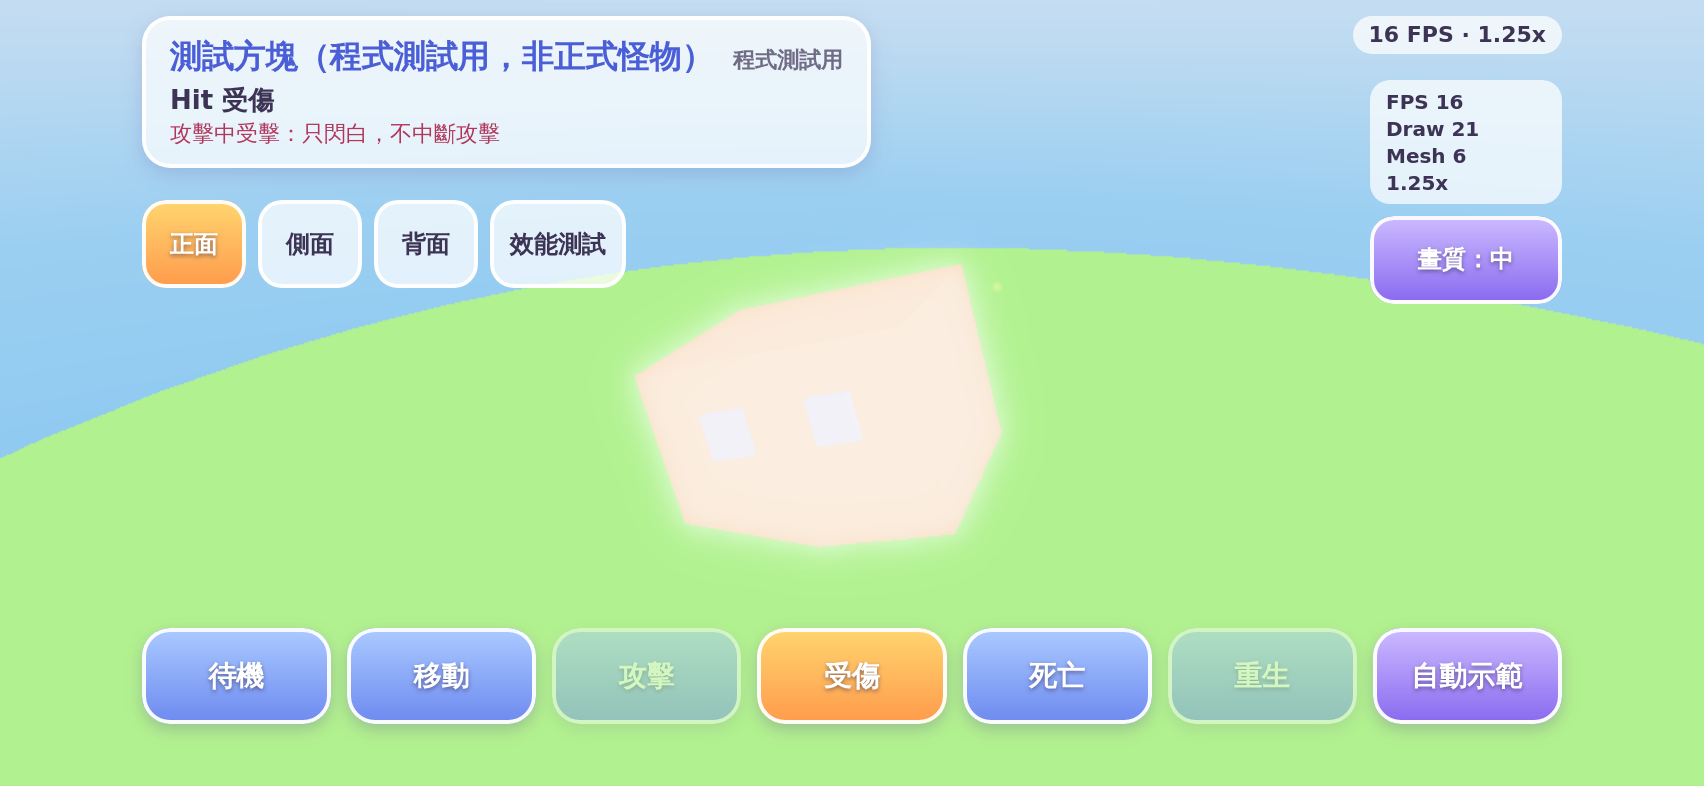 測試方塊（程式測試用，非正式怪物） 程式測試用
Hit 受傷
攻擊中受擊：只閃白，不中斷攻擊
16 FPS · 1.25x
FPS 16
Draw 21
Mesh 6
1.25x
正面 側面 背面 效能測試
畫質：中
待機 移動 攻擊 受傷 死亡 重生 自動示範